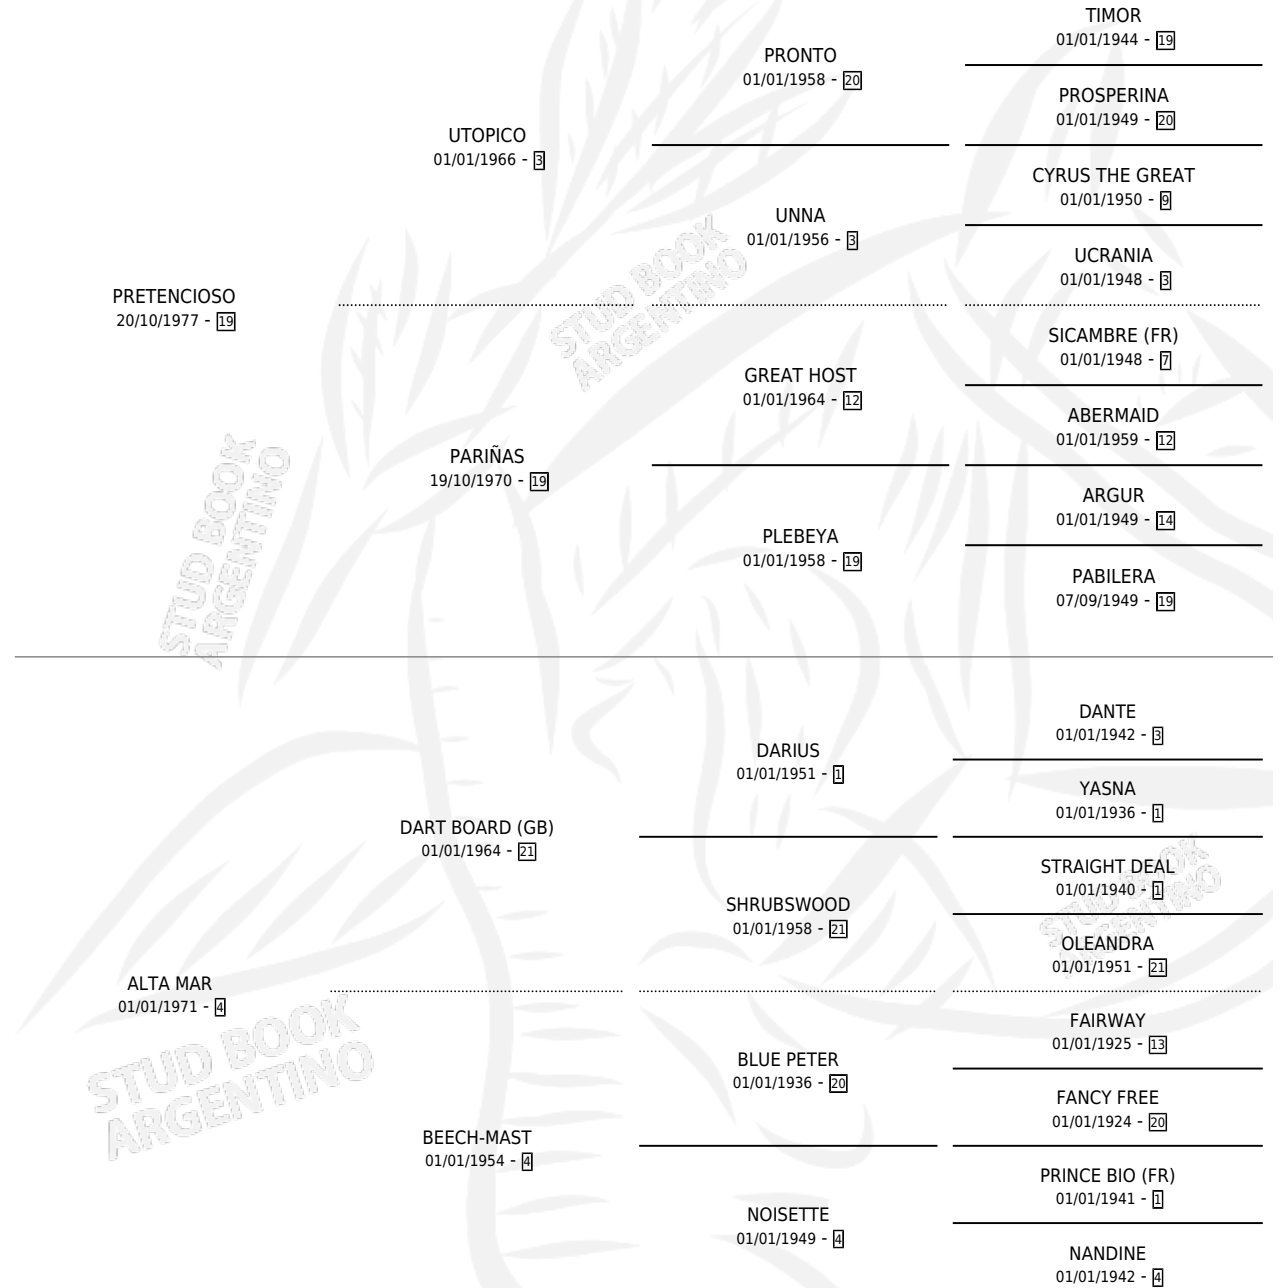 TIMOR
01/01/1944 - 19
PRONTO
01/01/1958 - 20
PROSPERINA
01/01/1949 - 20
UTOPICO
01/01/1966 - 3
CYRUS THE GREAT
01/01/1950 - 9
UNNA
01/01/1956 - 3
UCRANIA
01/01/1948 - 3
PRETENCIOSO
20/10/1977 - 19
SICAMBRE (FR)
01/01/1948 - 7
GREAT HOST
01/01/1964 - 12
ABERMAID
01/01/1959 - 12
PARIÑAS
19/10/1970 - 19
ARGUR
01/01/1949 - 14
PLEBEYA
01/01/1958 - 19
PABILERA
07/09/1949 - 19
DANTE
01/01/1942 - 3
DARIUS
01/01/1951 - 1
YASNA
01/01/1936 - 1
DART BOARD (GB)
01/01/1964 - 21
STRAIGHT DEAL
01/01/1940 - 1
SHRUBSWOOD
01/01/1958 - 21
OLEANDRA
01/01/1951 - 21
ALTA MAR
01/01/1971 - 4
FAIRWAY
01/01/1925 - 13
BLUE PETER
01/01/1936 - 20
FANCY FREE
01/01/1924 - 20
BEECH-MAST
01/01/1954 - 4
PRINCE BIO (FR)
01/01/1941 - 1
NOISETTE
01/01/1949 - 4
NANDINE
01/01/1942 - 4
STUD BOOK
ARGENTINO
STUD BOOK
ARGENTINO
STUD BOOK
ARGENTINO
STUD BOOK
ARGENTINO